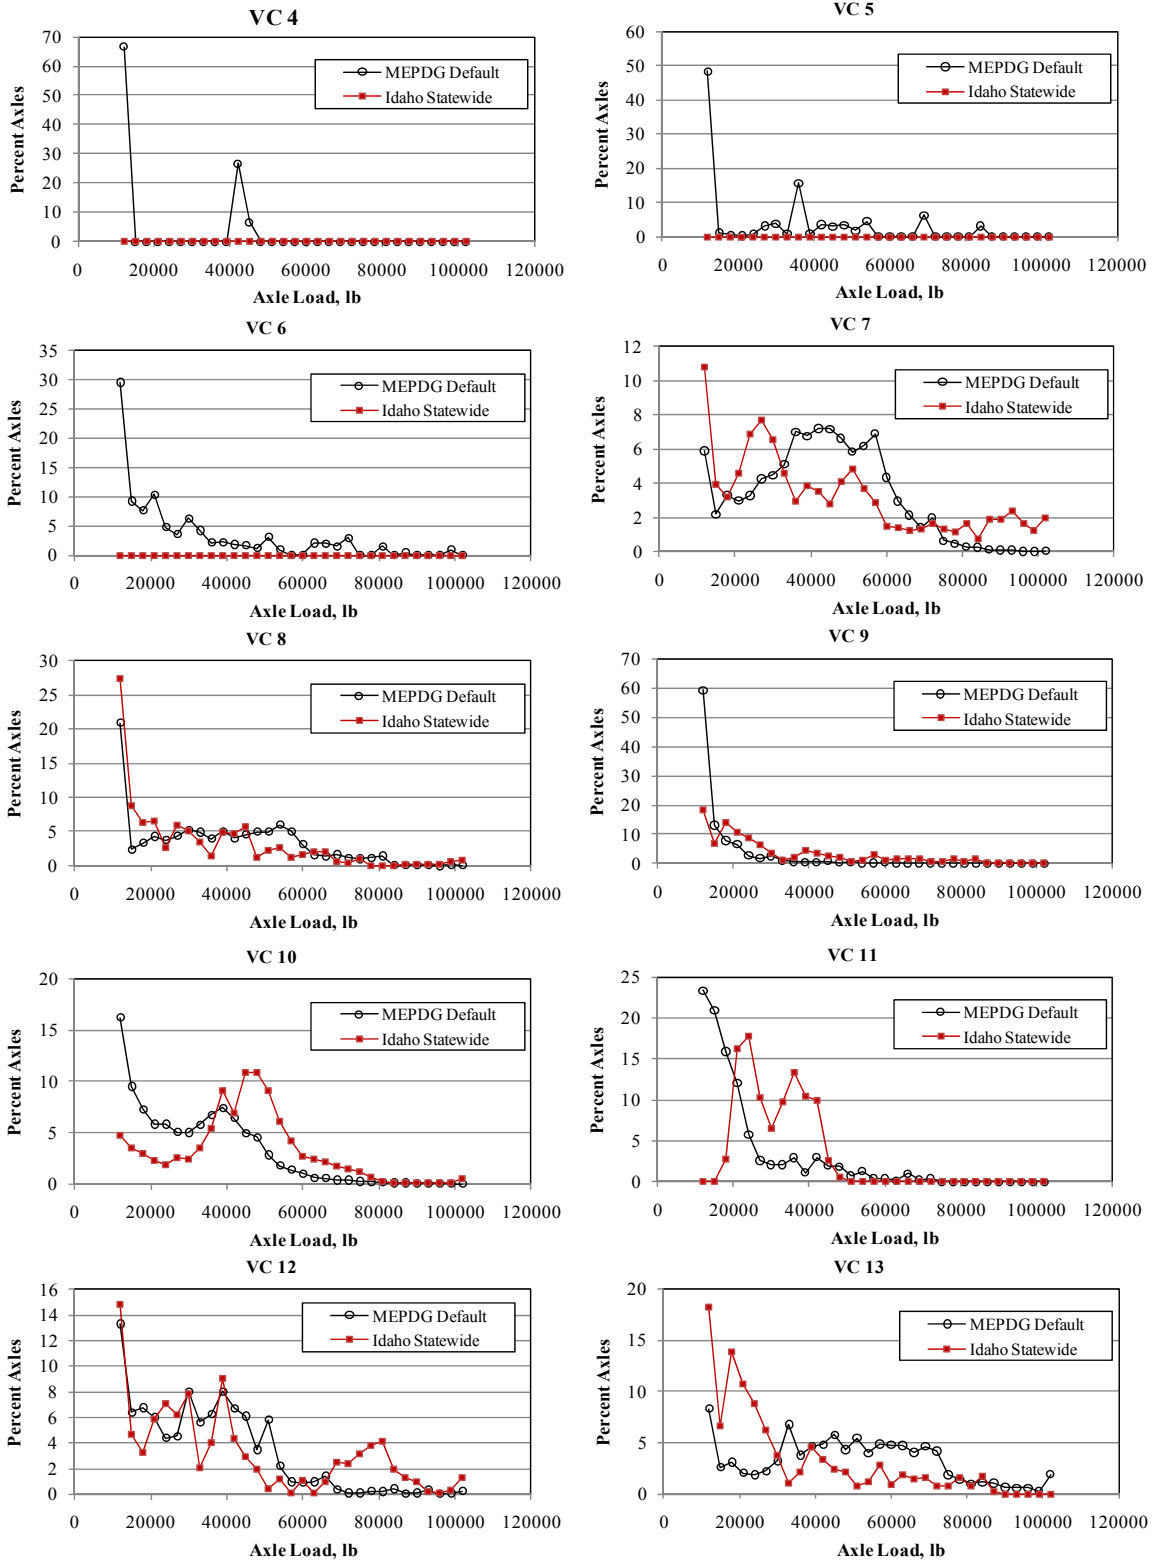 VC 4
70
60
50
40
30
20
10
0
0 20000 40000 60000 80000 100000 120000
Percent Axles
Axle Load, lb
MEPDG Default
Idaho Statewide
VC 5
60
50
40
30
20
10
0
0 20000 40000 60000 80000 100000 120000
Percent Axles
Axle Load, lb
MEPDG Default
Idaho Statewide
VC 6
35
30
25
20
15
10
5
0
0 20000 40000 60000 80000 100000 120000
Percent Axles
Axle Load, lb
MEPDG Default
Idaho Statewide
VC 7
12
10
8
6
4
2
0
0 20000 40000 60000 80000 100000 120000
Percent Axles
Axle Load, lb
MEPDG Default
Idaho Statewide
VC 8
30
25
20
15
10
5
0
0 20000 40000 60000 80000 100000 120000
Percent Axles
Axle Load, lb
MEPDG Default
Idaho Statewide
VC 9
70
60
50
40
30
20
10
0
0 20000 40000 60000 80000 100000 120000
Percent Axles
Axle Load, lb
MEPDG Default
Idaho Statewide
VC 10
20
15
10
5
0
0 20000 40000 60000 80000 100000 120000
Percent Axles
Axle Load, lb
MEPDG Default
Idaho Statewide
VC 11
25
20
15
10
5
0
0 20000 40000 60000 80000 100000 120000
Percent Axles
Axle Load, lb
MEPDG Default
Idaho Statewide
VC 12
16
14
12
10
8
6
4
2
0
0 20000 40000 60000 80000 100000 120000
Percent Axles
Axle Load, lb
MEPDG Default
Idaho Statewide
VC 13
20
15
10
5
0
0 20000 40000 60000 80000 100000 120000
Percent Axles
Axle Load, lb
MEPDG Default
Idaho Statewide